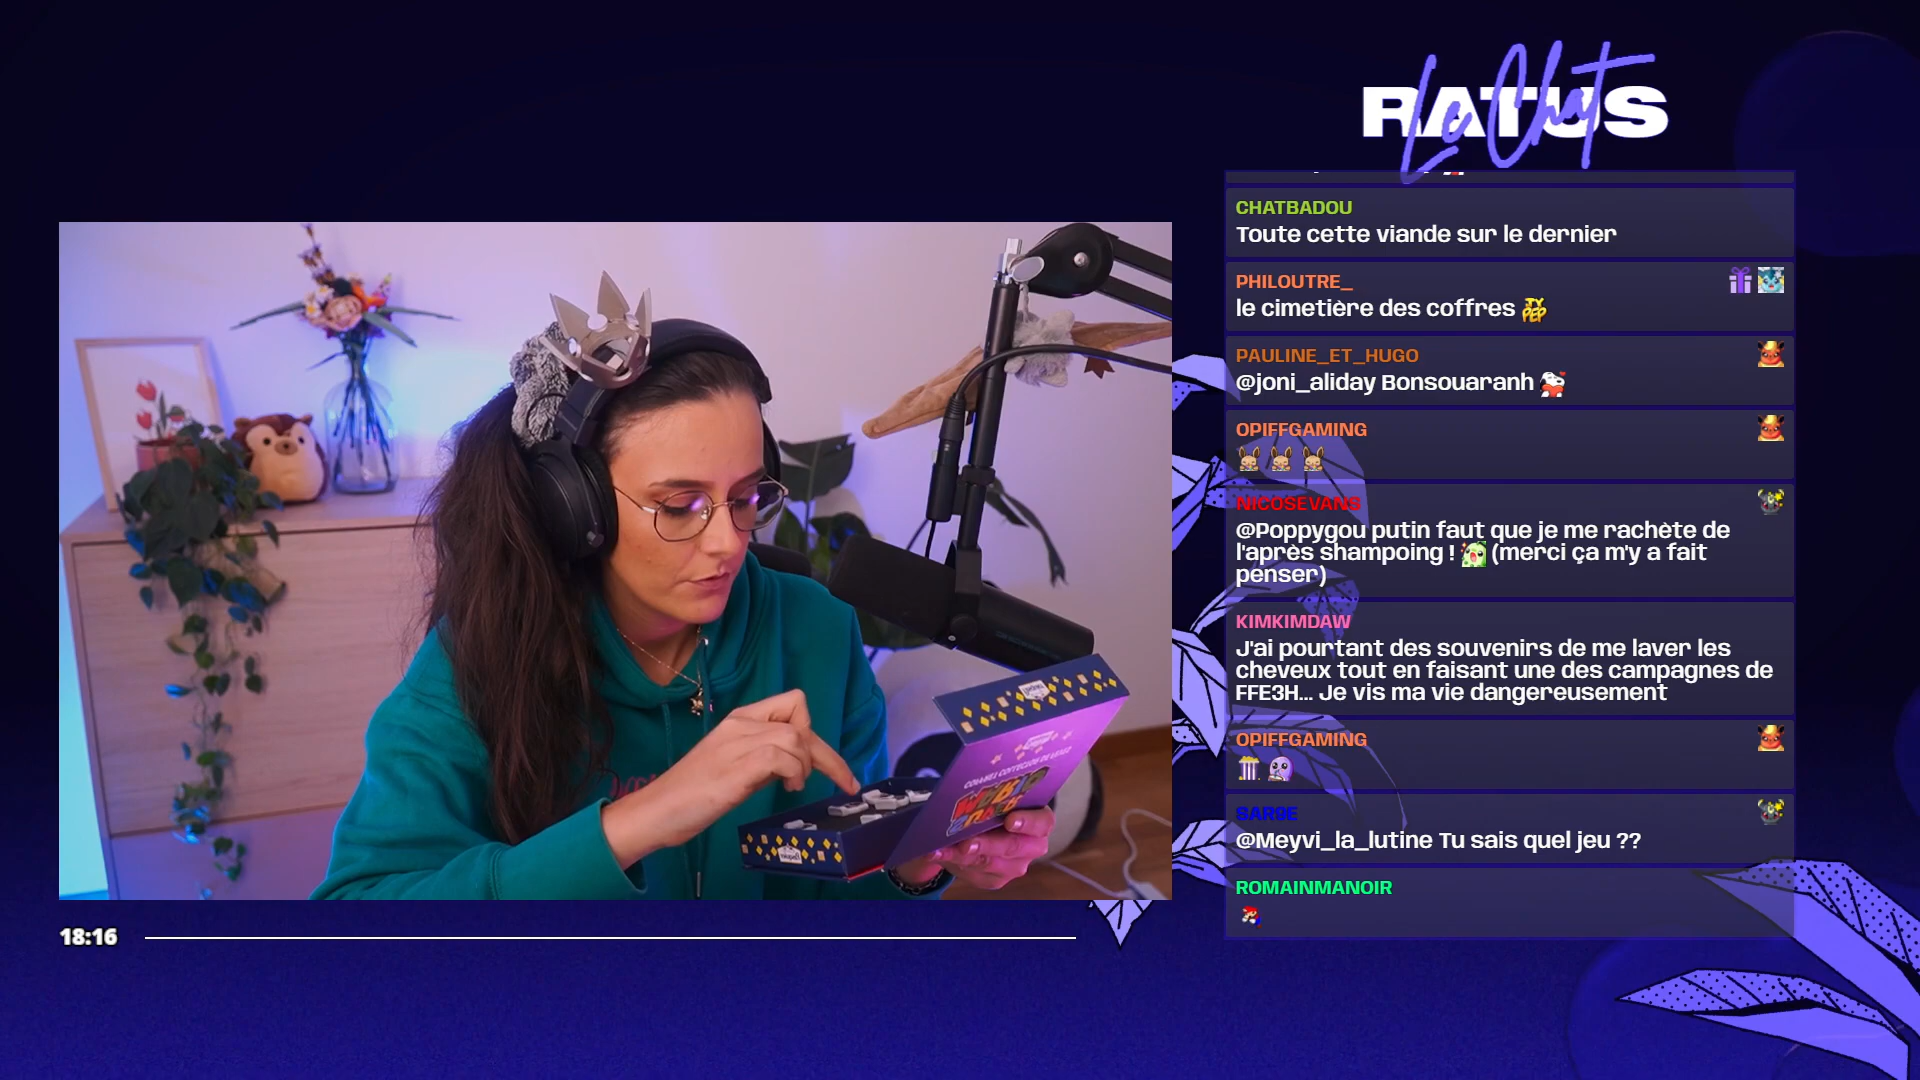 RATUS
Le Chat
CHATBADOU
Toute cette viande sur le dernier
PHILOUTRE_
le cimetière des coffres
PAULINE_ET_HUGO
@joni_aliday Bonsouaranh
OPIFFGAMING
NICOSEVANS
@Poppygou putin faut que je me rachète de
l'après shampoing ! (merci ça m'y a fait
penser)
KIMKIMDAW
J'ai pourtant des souvenirs de me laver les
cheveux tout en faisant une des campagnes de
FFE3H... Je vis ma vie dangereusement
OPIFFGAMING
SAR9E
@Meyvi_la_lutine Tu sais quel jeu ??
ROMAINMANOIR
18:16